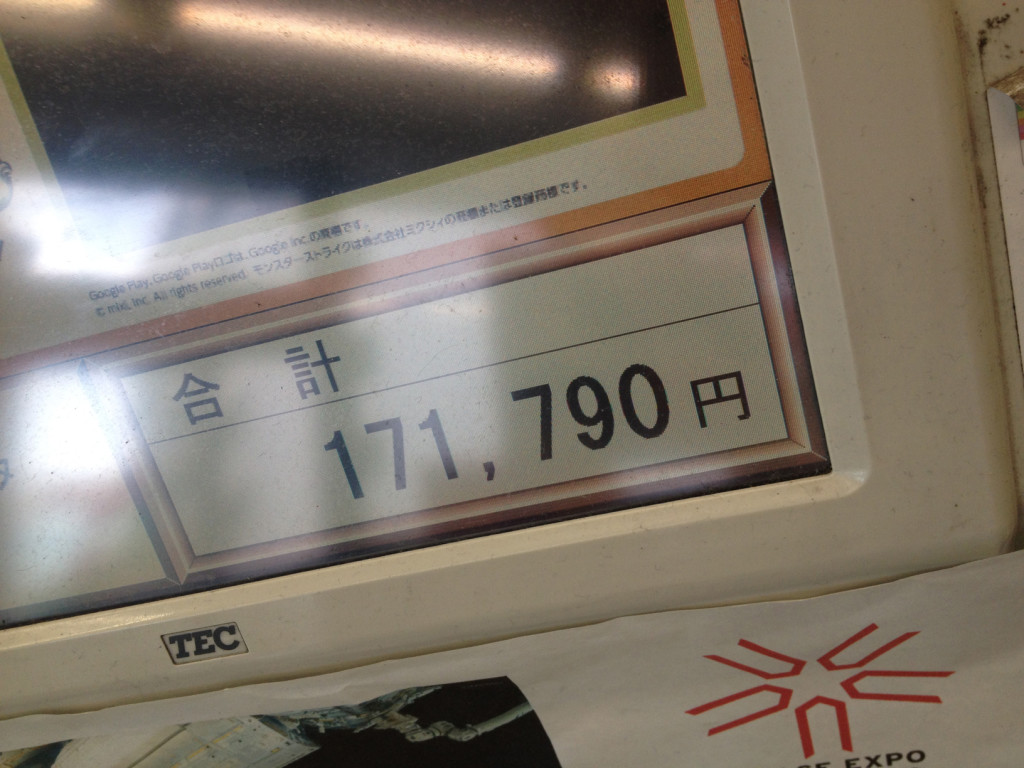 Google Play、Google Playロゴは、Google Inc.の商標です。
© mixi, Inc. All rights reserved. モンスターストライクは株式会社ミクシィの商標または登録商標です。
合計
171,790円
TEC
EXPO